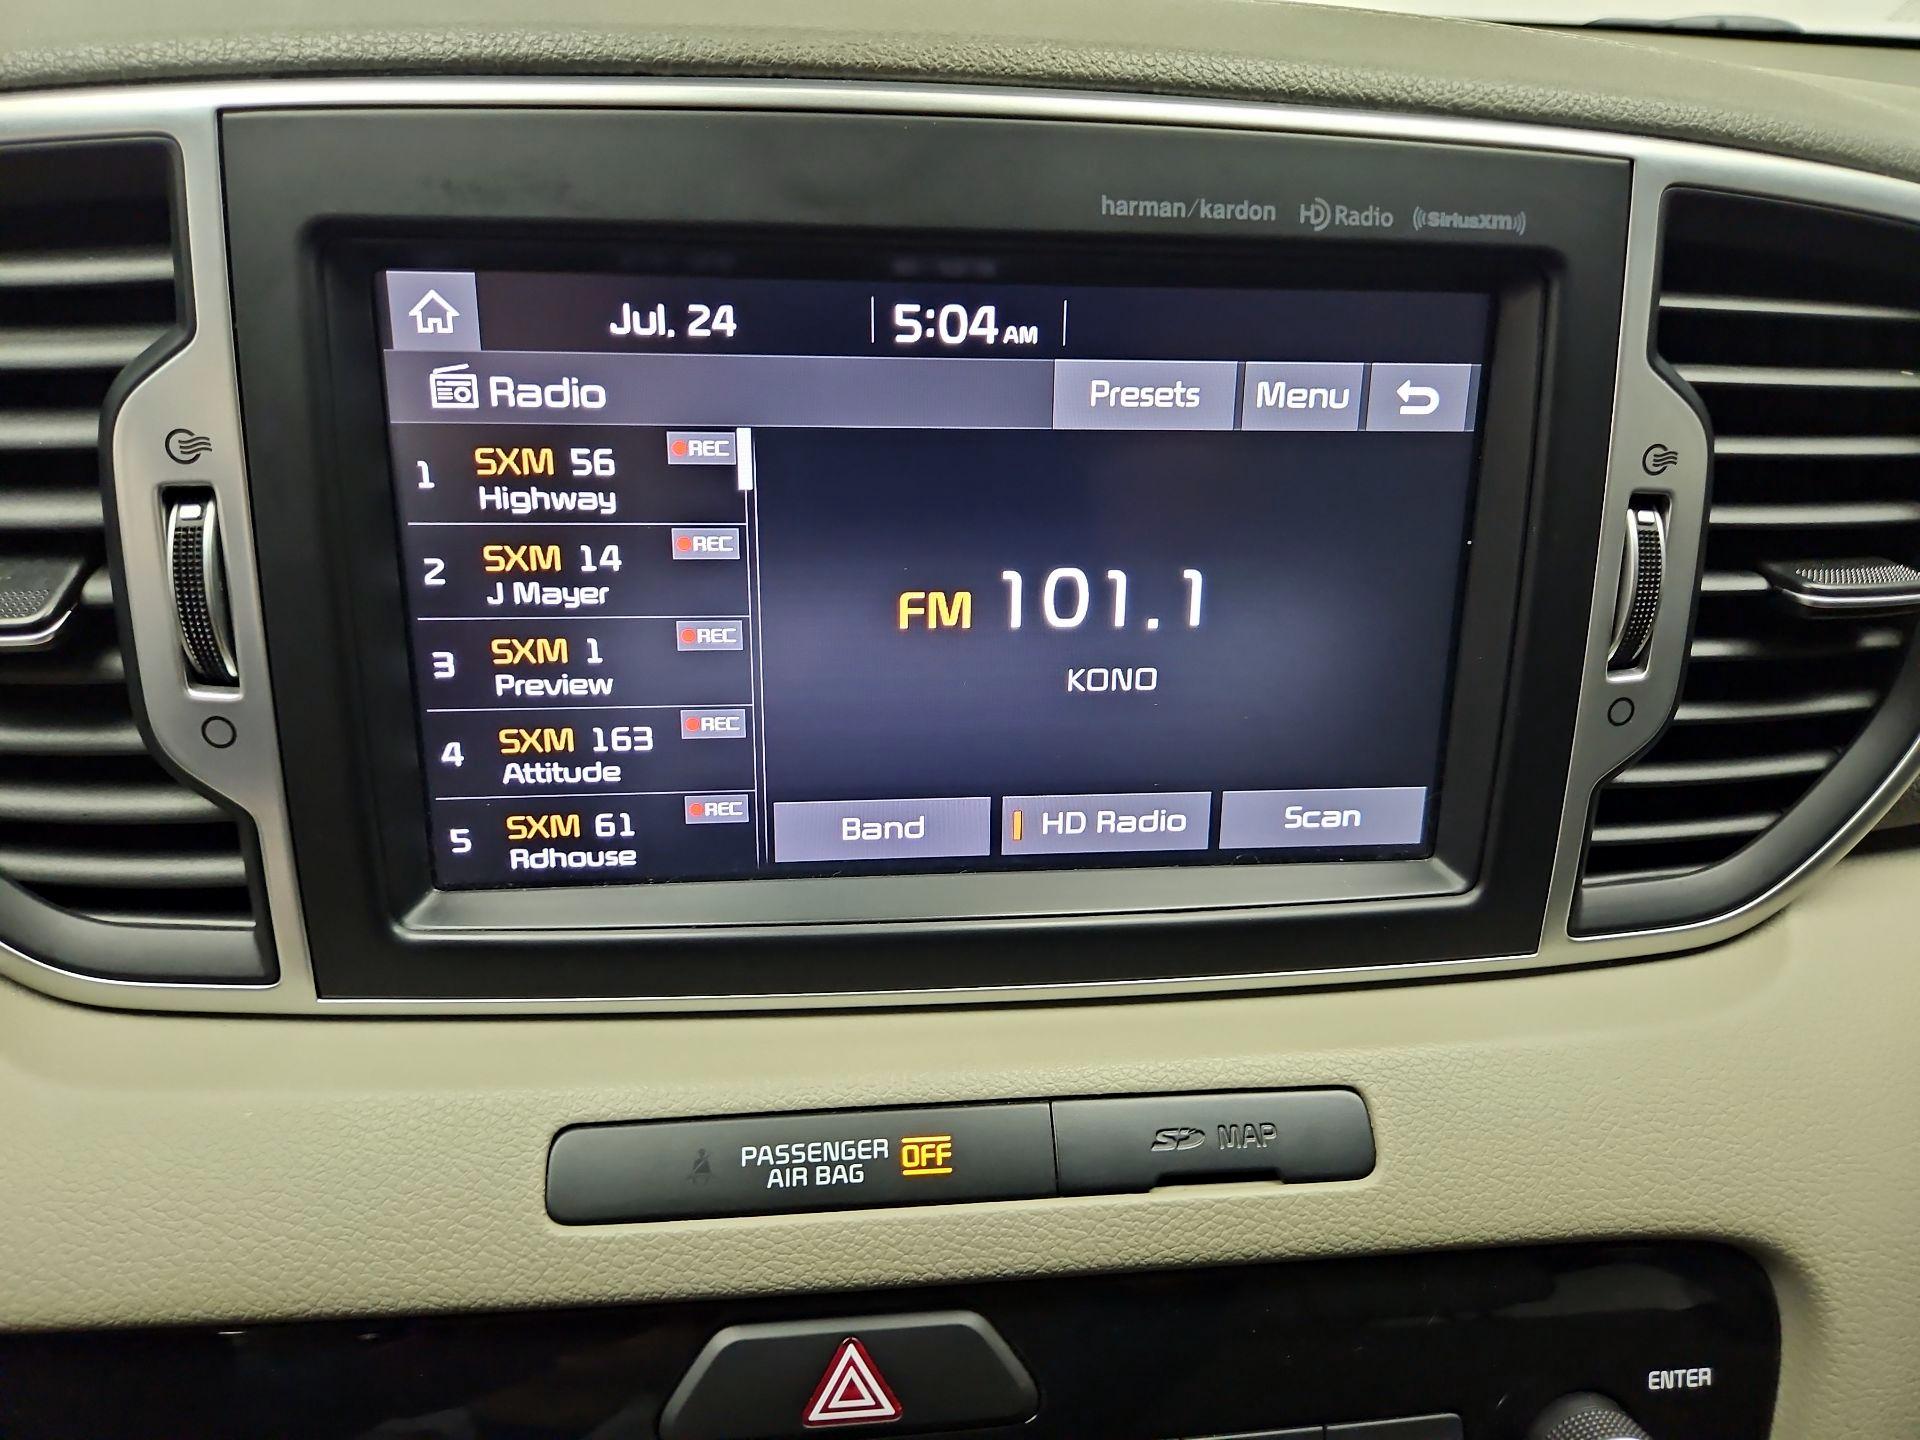 harman/kardon HD Radio SiriusXM
Jul. 24 5:04 AM
Radio Presets Menu
1 SXM 56 REC
Highway
2 SXM 14 REC
J Mayer
3 SXM 1 REC
Preview
4 SXM 163 REC
Attitude
5 SXM 61 REC
Rdhouse
FM 101.1
KONO
Band HD Radio Scan
PASSENGER OFF
AIR BAG
SD MAP
ENTER